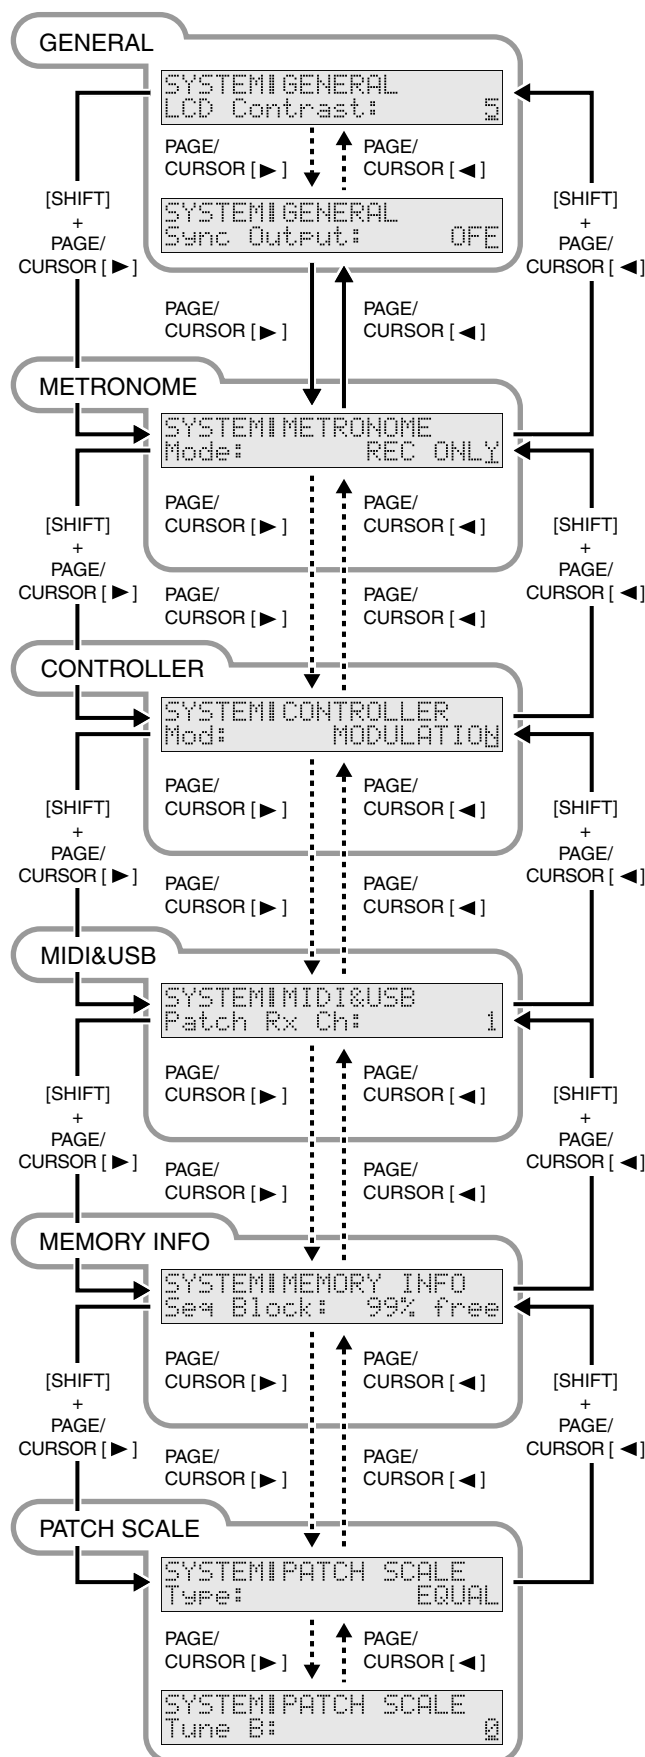 GENERAL
SYSTEM GENERAL
LCD Contrast: 5
PAGE/
CURSOR [▶]
PAGE/
CURSOR [◀]
[SHIFT]
+
PAGE/
CURSOR [▶]
[SHIFT]
+
PAGE/
CURSOR [◀]
SYSTEM GENERAL
Sync Output: OFF
PAGE/
CURSOR [▶]
PAGE/
CURSOR [◀]
METRONOME
SYSTEM METRONOME
Mode: REC ONLY
PAGE/
CURSOR [▶]
PAGE/
CURSOR [◀]
[SHIFT]
+
PAGE/
CURSOR [▶]
[SHIFT]
+
PAGE/
CURSOR [◀]
PAGE/
CURSOR [▶]
PAGE/
CURSOR [◀]
CONTROLLER
SYSTEM CONTROLLER
Mod: MODULATION
PAGE/
CURSOR [▶]
PAGE/
CURSOR [◀]
[SHIFT]
+
PAGE/
CURSOR [▶]
[SHIFT]
+
PAGE/
CURSOR [◀]
PAGE/
CURSOR [▶]
PAGE/
CURSOR [◀]
MIDI&USB
SYSTEM MIDI&USB
Patch Rx Ch: 1
PAGE/
CURSOR [▶]
PAGE/
CURSOR [◀]
[SHIFT]
+
PAGE/
CURSOR [▶]
[SHIFT]
+
PAGE/
CURSOR [◀]
PAGE/
CURSOR [▶]
PAGE/
CURSOR [◀]
MEMORY INFO
SYSTEM MEMORY INFO
Seq Block: 99% free
PAGE/
CURSOR [▶]
PAGE/
CURSOR [◀]
[SHIFT]
+
PAGE/
CURSOR [▶]
[SHIFT]
+
PAGE/
CURSOR [◀]
PAGE/
CURSOR [▶]
PAGE/
CURSOR [◀]
PATCH SCALE
SYSTEM PATCH SCALE
Type: EQUAL
PAGE/
CURSOR [▶]
PAGE/
CURSOR [◀]
SYSTEM PATCH SCALE
Tune B: 0